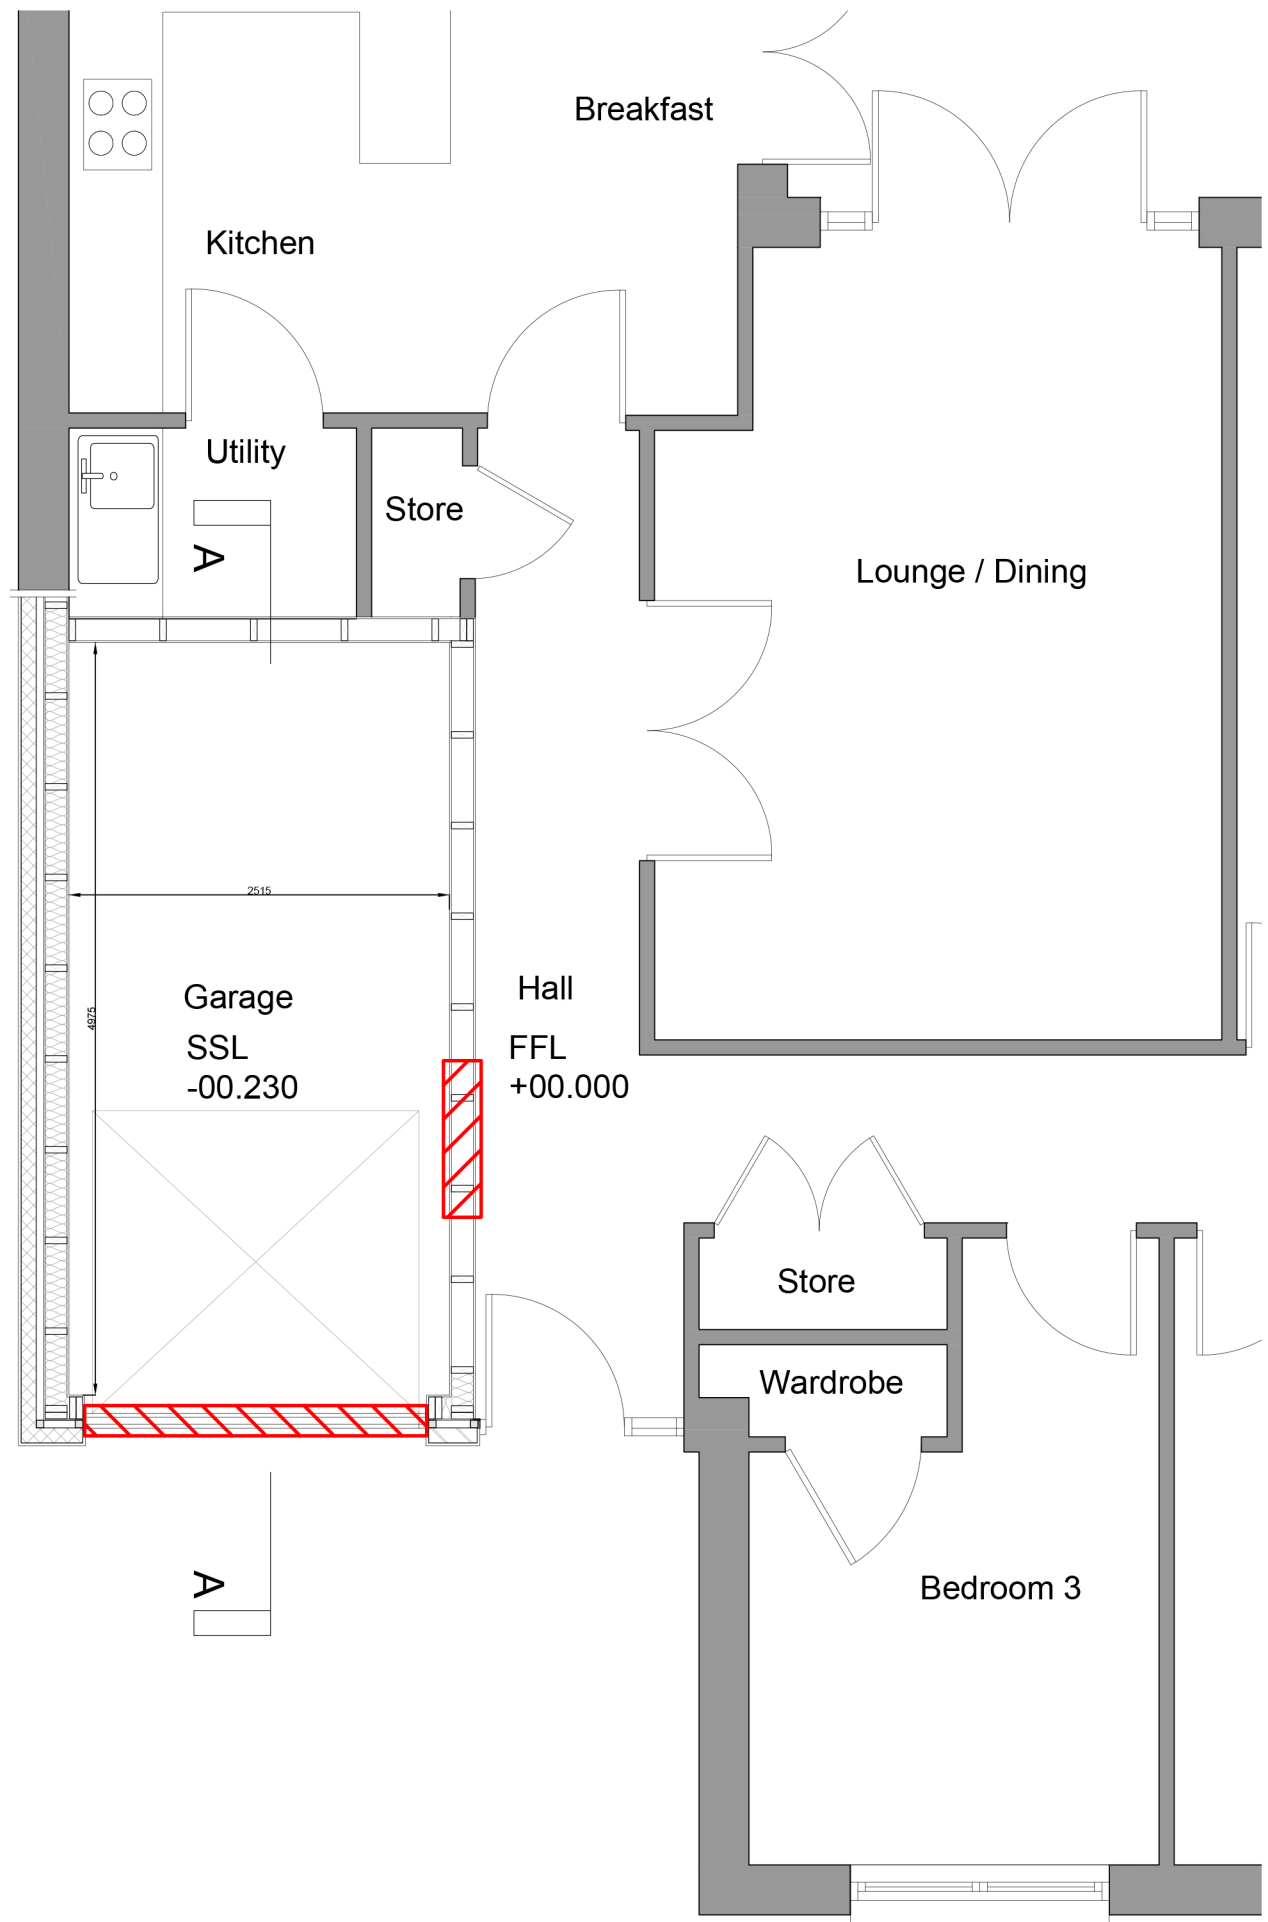 Breakfast
Kitchen
Utility
Store
A
Lounge / Dining
2515
4975
Garage
SSL
-00.230
Hall
FFL
+00.000
Store
Wardrobe
A
Bedroom 3